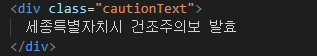 <div class="cautionText">
세종특별자치시 건조주의보 발효
</div>